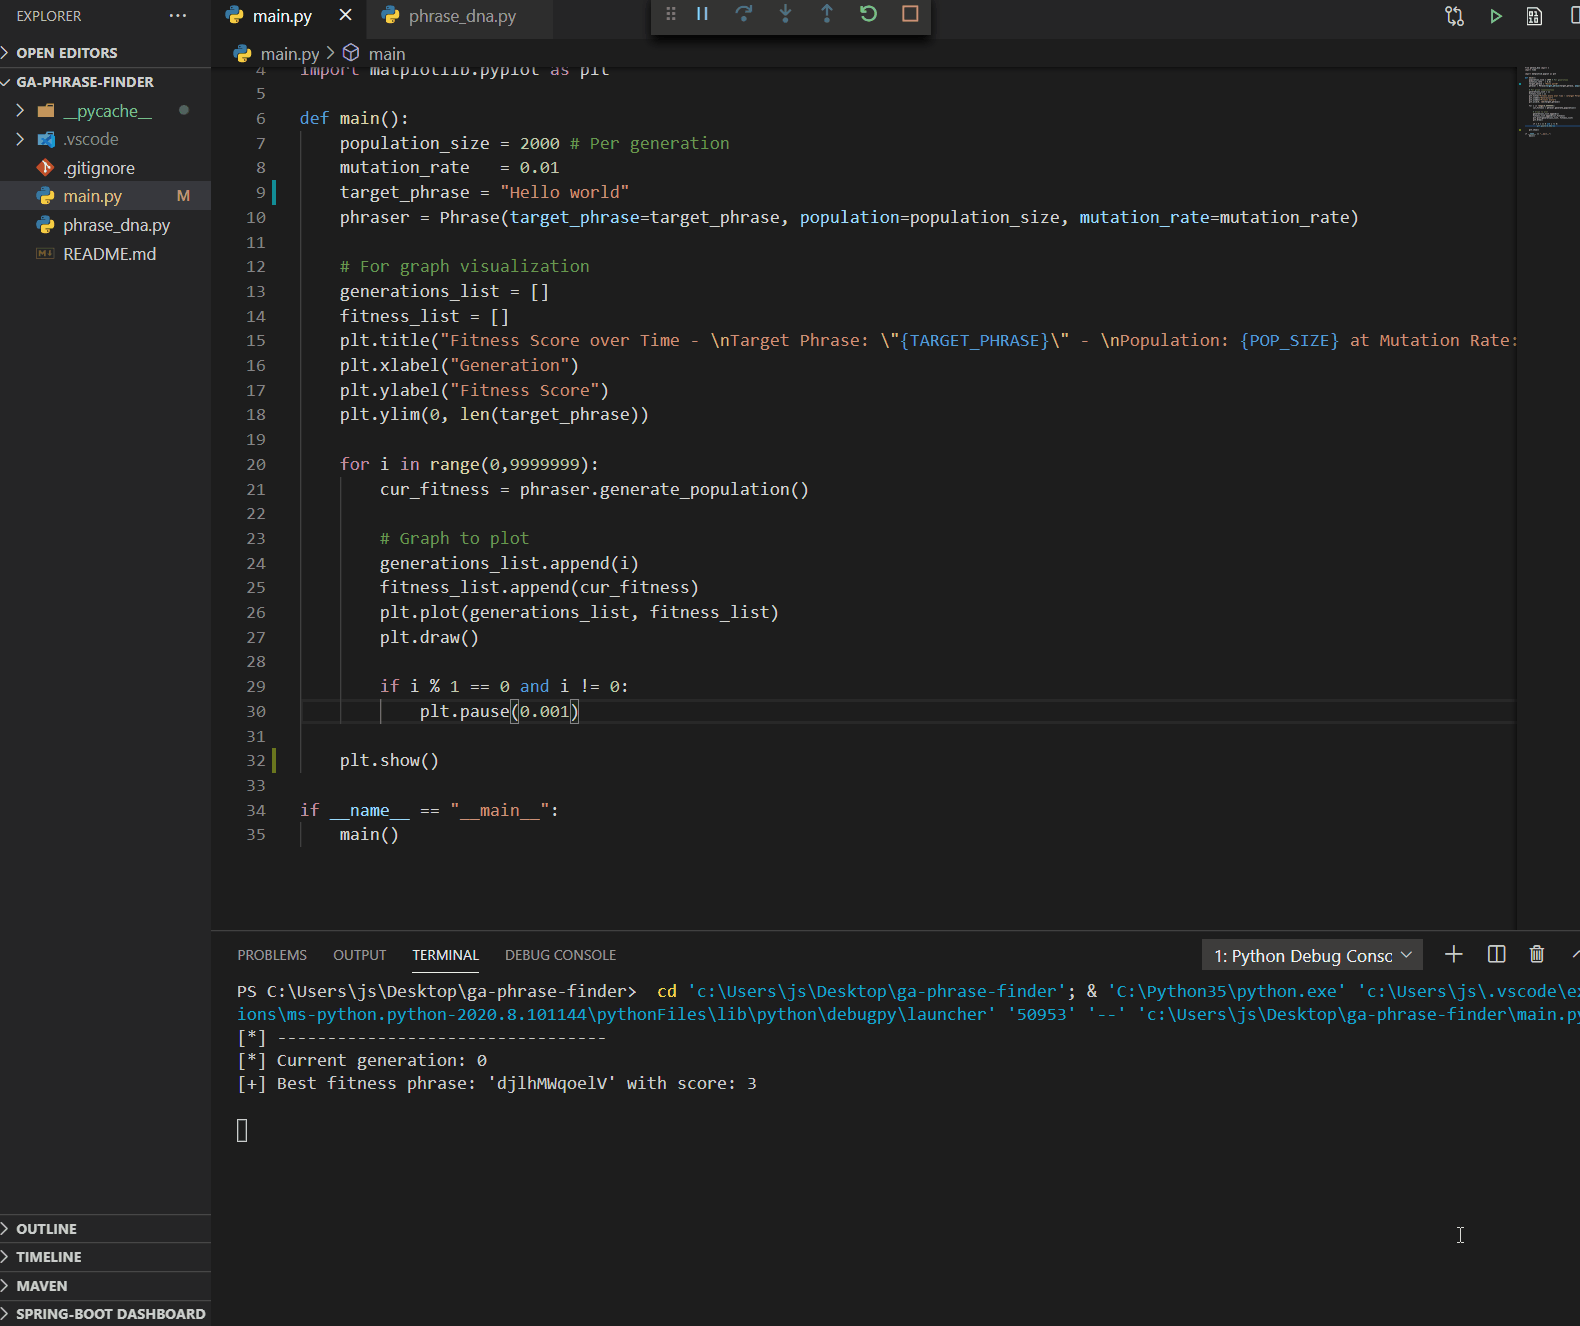 EXPLORER
OPEN EDITORS
GA-PHRASE-FINDER
__pycache__
.vscode
.gitignore
main.py M
phrase_dna.py
README.md
OUTLINE
TIMELINE
MAVEN
SPRING-BOOT DASHBOARD
main.py
phrase_dna.py
main.py > main
4 import matplotlib.pyplot as plt
5
6 def main():
7 population_size = 2000 # Per generation
8 mutation_rate   = 0.01
9 target_phrase = "Hello world"
10 phraser = Phrase(target_phrase=target_phrase, population=population_size, mutation_rate=mutation_rate)
11
12 # For graph visualization
13 generations_list = []
14 fitness_list = []
15 plt.title("Fitness Score over Time - \nTarget Phrase: \"{TARGET_PHRASE}\" - \nPopulation: {POP_SIZE} at Mutation Rate:
16 plt.xlabel("Generation")
17 plt.ylabel("Fitness Score")
18 plt.ylim(0, len(target_phrase))
19
20 for i in range(0,9999999):
21 cur_fitness = phraser.generate_population()
22
23 # Graph to plot
24 generations_list.append(i)
25 fitness_list.append(cur_fitness)
26 plt.plot(generations_list, fitness_list)
27 plt.draw()
28
29 if i % 1 == 0 and i != 0:
30 plt.pause(0.001)
31
32 plt.show()
33
34 if __name__ == "__main__":
35 main()
PROBLEMS OUTPUT TERMINAL DEBUG CONSOLE
1: Python Debug Consc
PS C:\Users\js\Desktop\ga-phrase-finder>  cd 'c:\Users\js\Desktop\ga-phrase-finder'; & 'C:\Python35\python.exe' 'c:\Users\js\.vscode\ex
ions\ms-python.python-2020.8.101144\pythonFiles\lib\python\debugpy\launcher' '50953' '--' 'c:\Users\js\Desktop\ga-phrase-finder\main.py
[*] ---------------------------------
[*] Current generation: 0
[+] Best fitness phrase: 'djlhMWqoelV' with score: 3